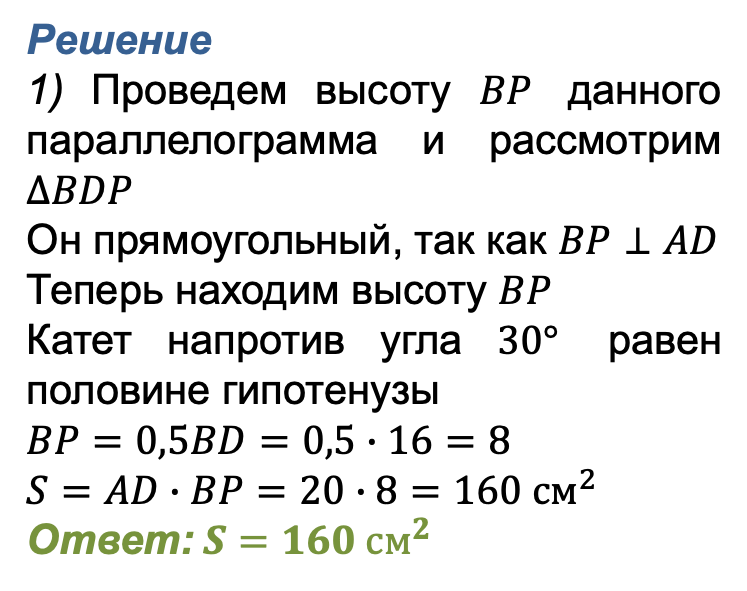 Решение
1) Проведем высоту BP данного
параллелограмма и рассмотрим
ΔBDP
Он прямоугольный, так как BP ⊥ AD
Теперь находим высоту BP
Катет напротив угла 30° равен
половине гипотенузы
BP = 0,5BD = 0,5 · 16 = 8
S = AD · BP = 20 · 8 = 160 см²
Ответ: S = 160 см²